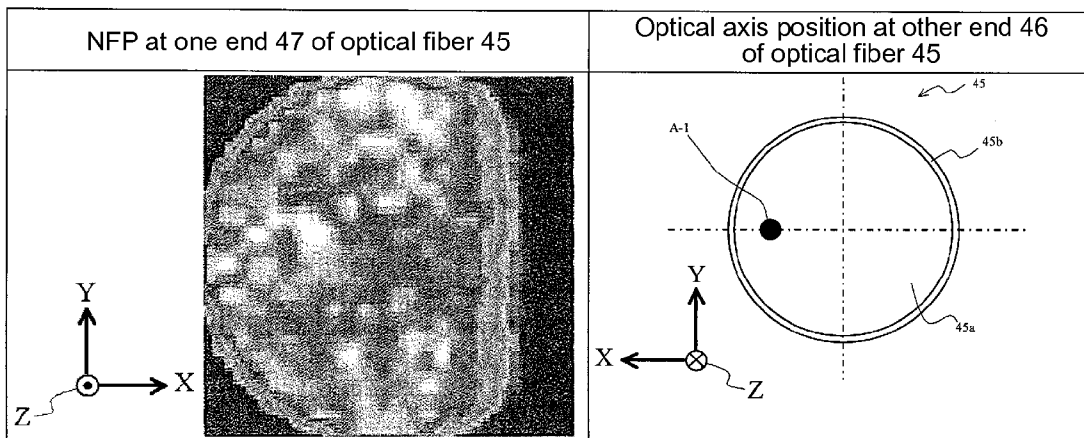 NFP at one end 47 of optical fiber 45
Optical axis position at other end 46
of optical fiber 45
Y
X
Z
45
A-1
45b
45a
Y
X
Z